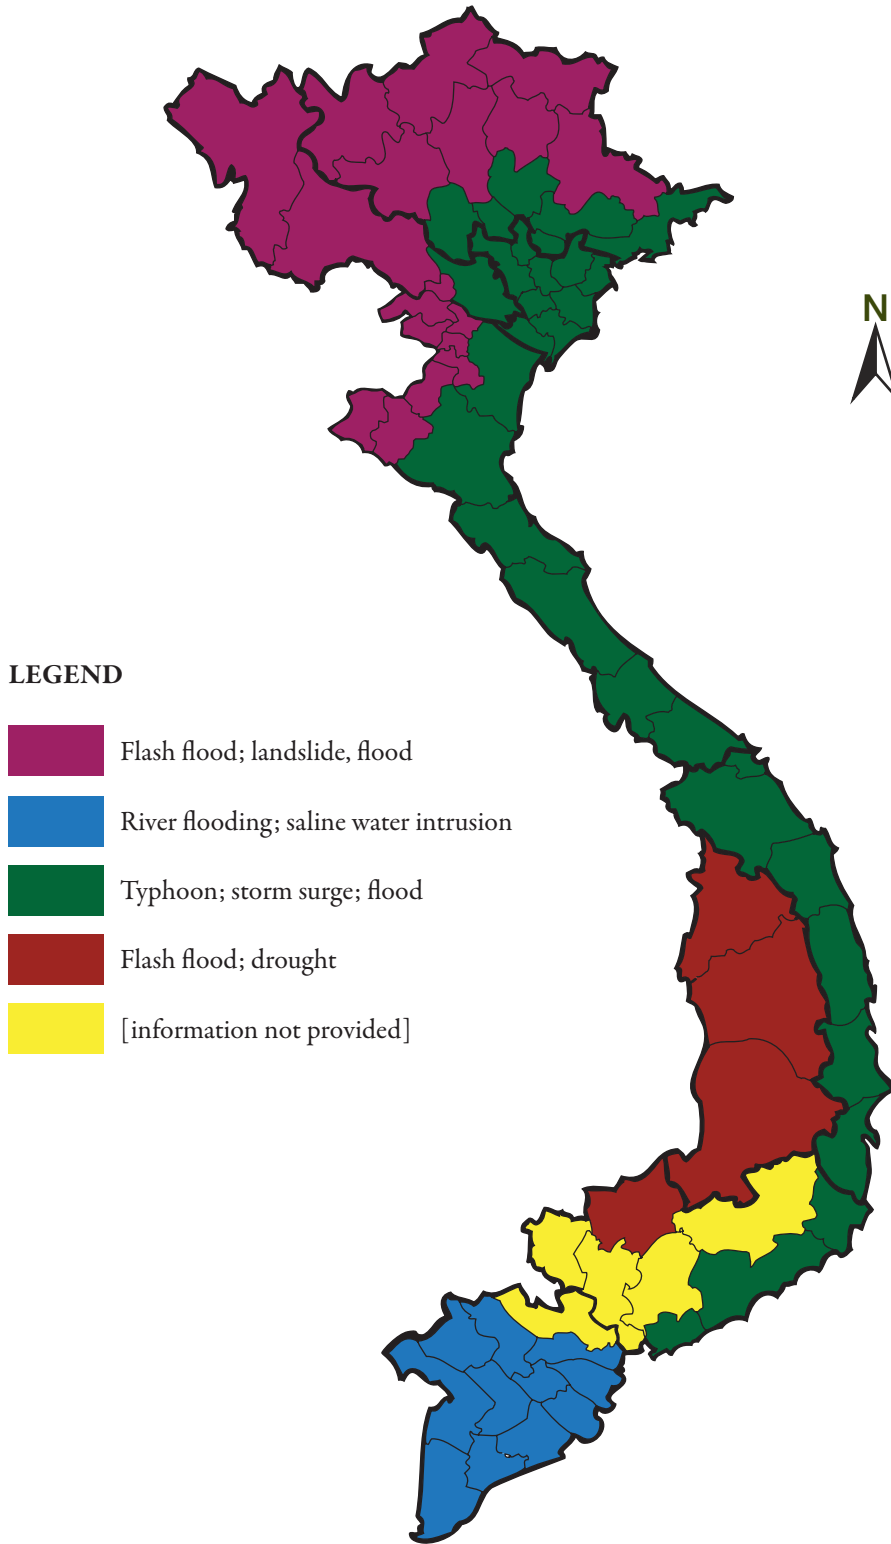 N
LEGEND
Flash flood; landslide, flood
River flooding; saline water intrusion
Typhoon; storm surge; flood
Flash flood; drought
[information not provided]